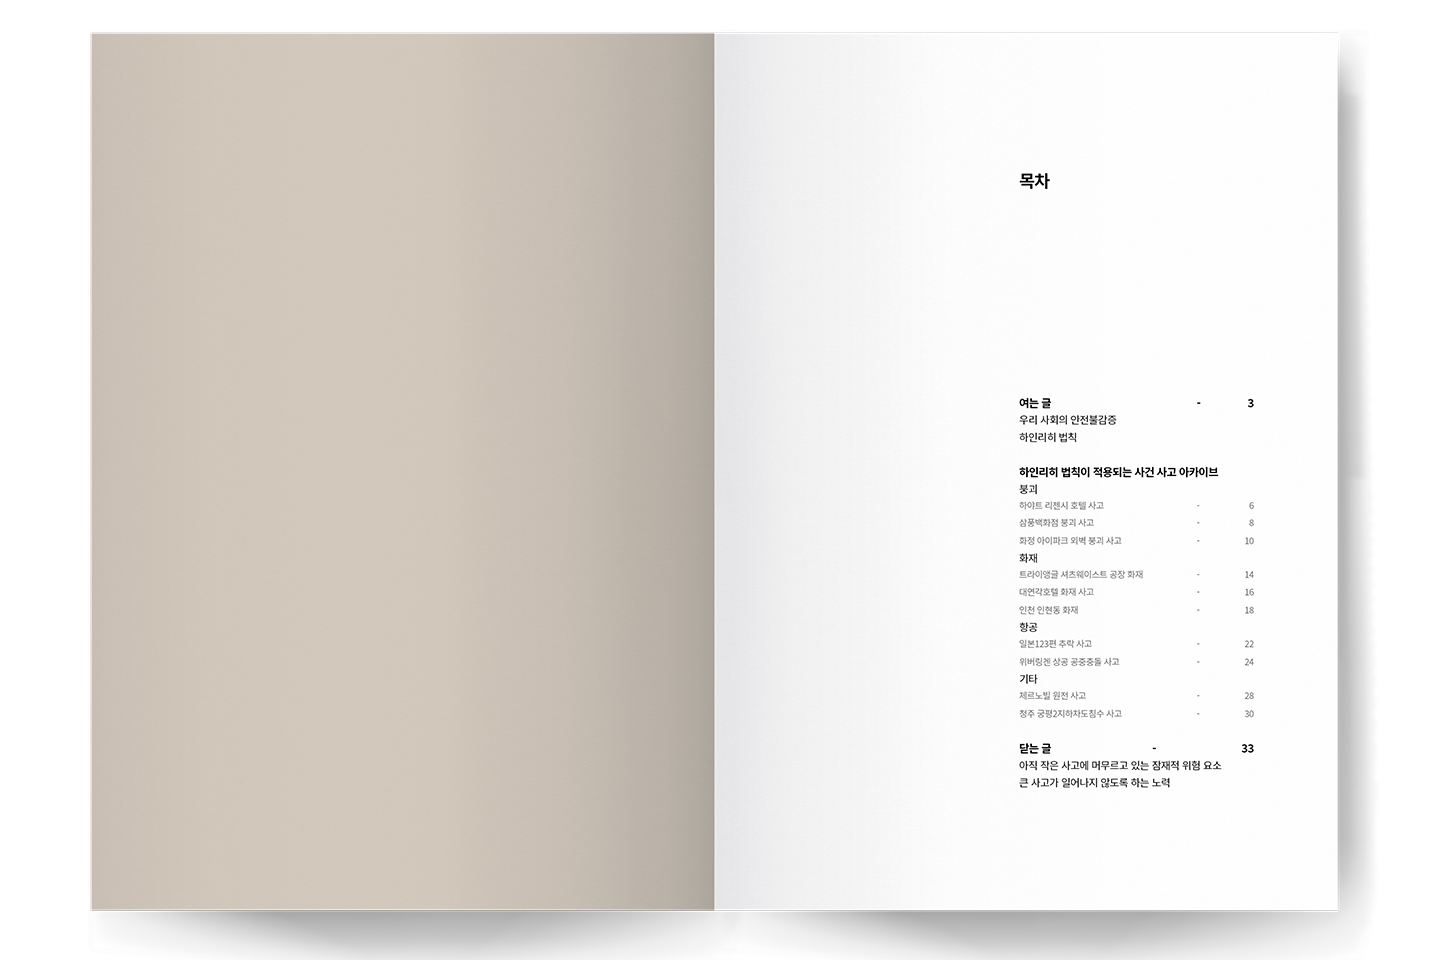 목차
여는 글 - 3
우리 사회의 안전불감증
하인리히 법칙
하인리히 법칙이 적용되는 사건 사고 아카이브
붕괴
하야트 리젠시 호텔 사고 - 6
삼풍백화점 붕괴 사고 - 8
화정 아이파크 외벽 붕괴 사고 - 10
화재
트라이앵글 셔츠웨이스트 공장 화재 - 14
대연각호텔 화재 사고 - 16
인천 인현동 화재 - 18
항공
일본123편 추락 사고 - 22
위버링겐 상공 공중충돌 사고 - 24
기타
체르노빌 원전 사고 - 28
청주 궁평2지하차도침수 사고 - 30
닫는 글 - 33
아직 작은 사고에 머무르고 있는 잠재적 위험 요소
큰 사고가 일어나지 않도록 하는 노력